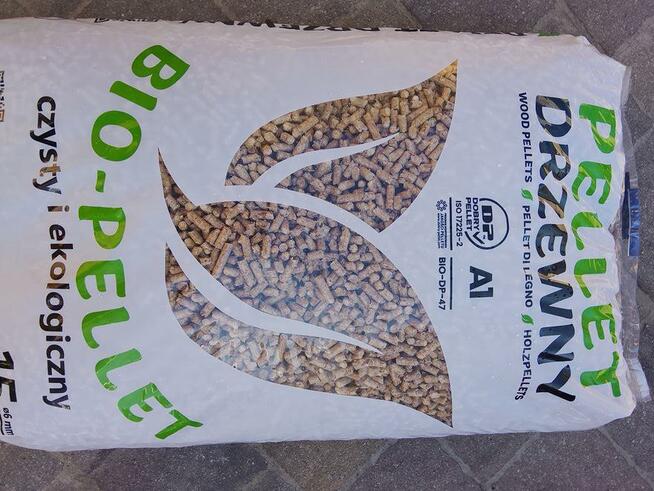 PELLET
DRZEWNY
WOOD PELLETS PELLET DI LEGNO HOLZPELLETS
DP
DOBRY
PELLET
ISO 17225-2
A1
BIO-DP-47
BIO-PELLET
czysty i ekologiczny
15
ø6 mm